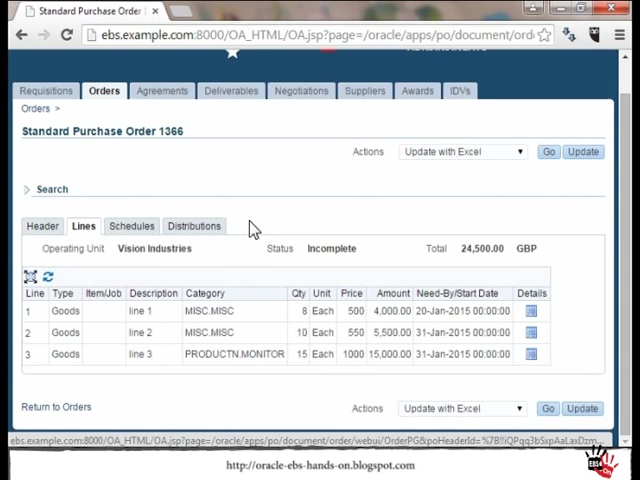 Standard Purchase Order 1
ebs.example.com:8000/OA_HTML/OA.jsp?page=/oracle/apps/po/document/ord
Requisitions Orders Agreements Deliverables Negotiations Suppliers Awards IDVs
Orders >
Standard Purchase Order 1366
Actions Update with Excel Go Update
Search
Header Lines Schedules Distributions
Operating Unit Vision Industries Status Incomplete Total 24,500.00 GBP
Line Type Item/Job Description Category Qty Unit Price Amount Need-By/Start Date Details
1 Goods line 1 MISC.MISC 8 Each 500 4,000.00 20-Jan-2015 00:00:00
2 Goods line 2 MISC.MISC 10 Each 550 5,500.00 31-Jan-2015 00:00:00
3 Goods line 3 PRODUCTN.MONITOR 15 Each 1000 15,000.00 31-Jan-2015 00:00:00
Return to Orders Actions Update with Excel Go Update
http://oracle-ebs-hands-on.blogspot.com